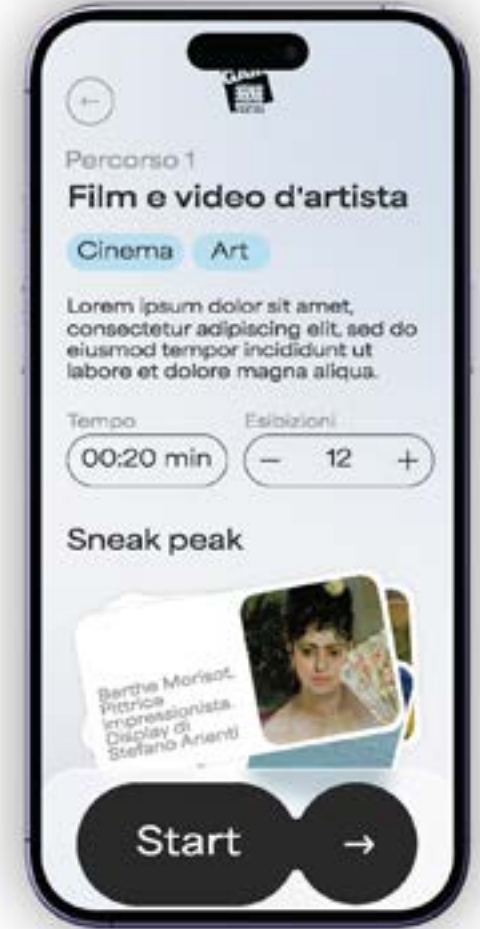 ←
Percorso 1
Film e video d'artista
Cinema Art
Lorem ipsum dolor sit amet,
consectetur adipiscing elit, sed do
eiusmod tempor incididunt ut
labore et dolore magna aliqua.
Tempo Esibizioni
00:20 min − 12 +
Sneak peak
Berthe Morisot.
Pittrice
impressionista.
Display di
Stefano Arienti
Start →